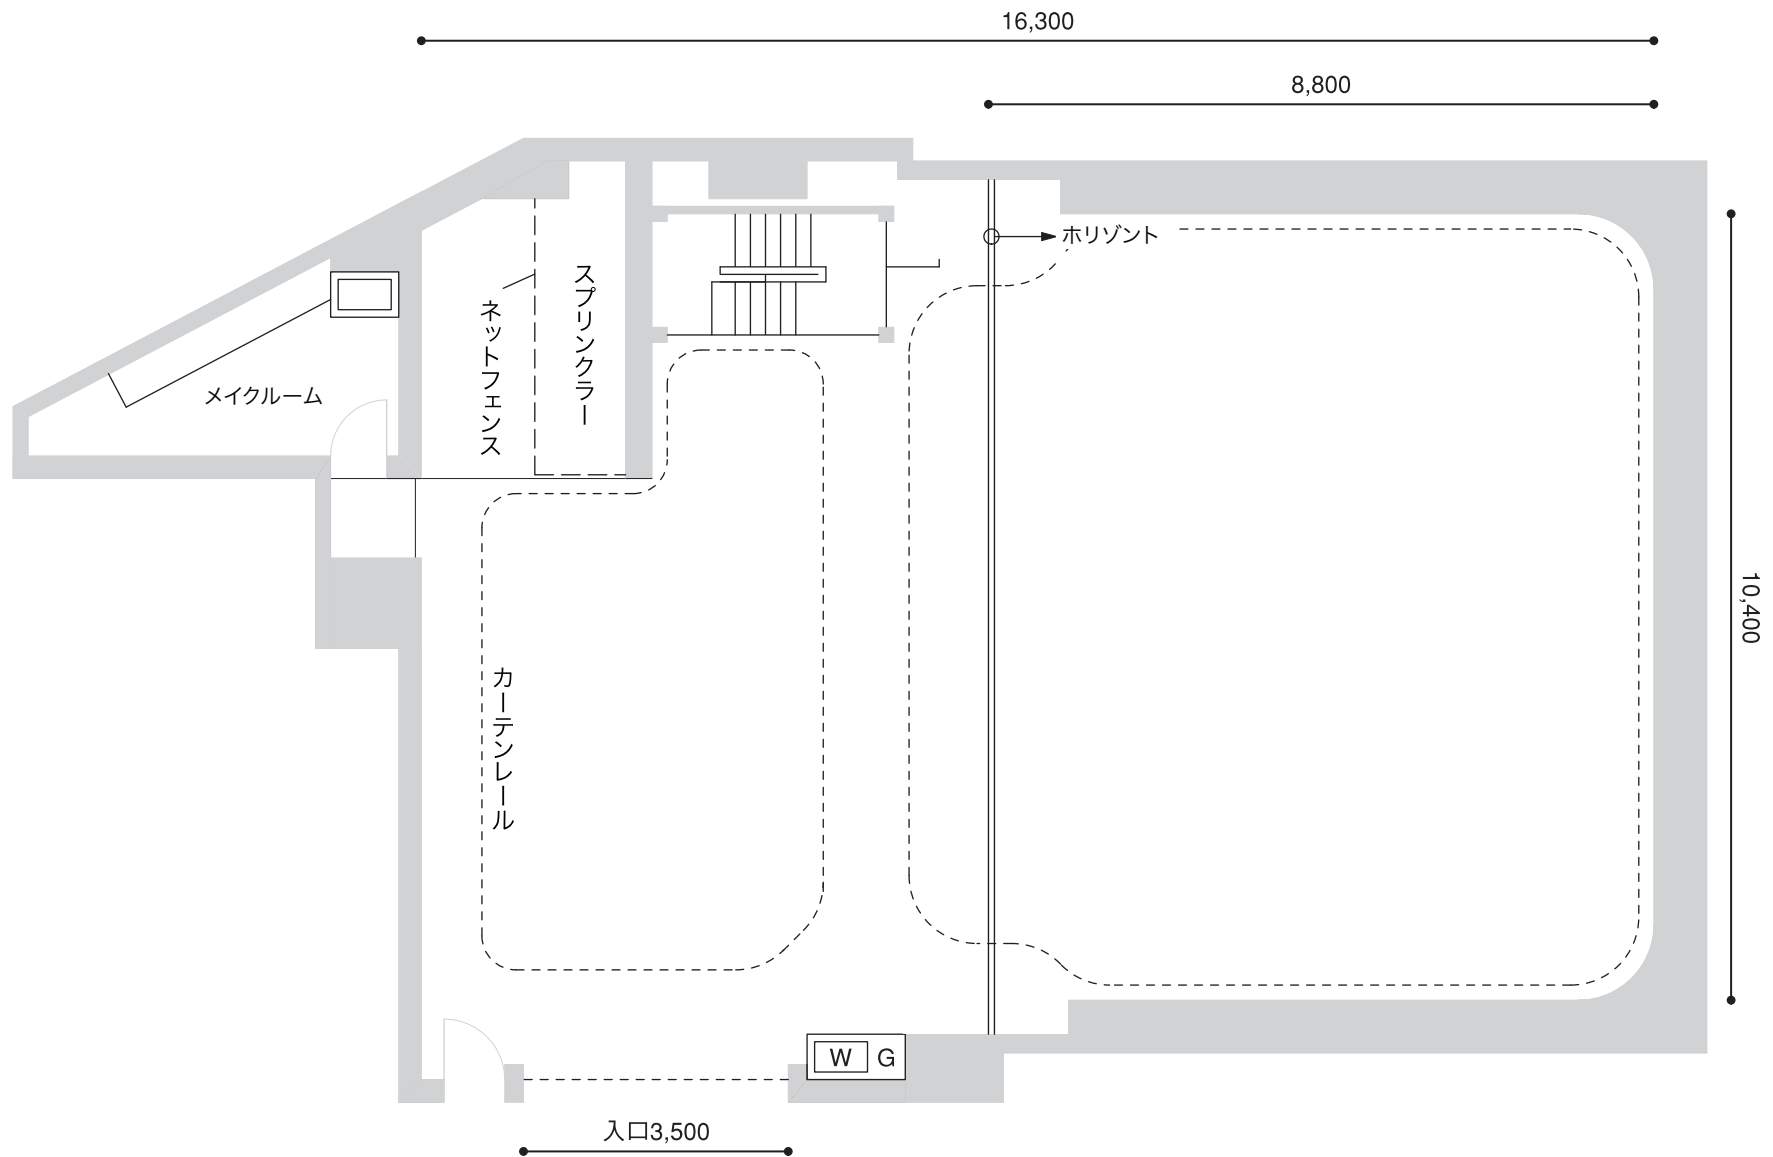 16,300
8,800
ホリゾント
スプリンクラー
ネットフェンス
メイクルーム
10,400
カーテンレール
W G
入口3,500